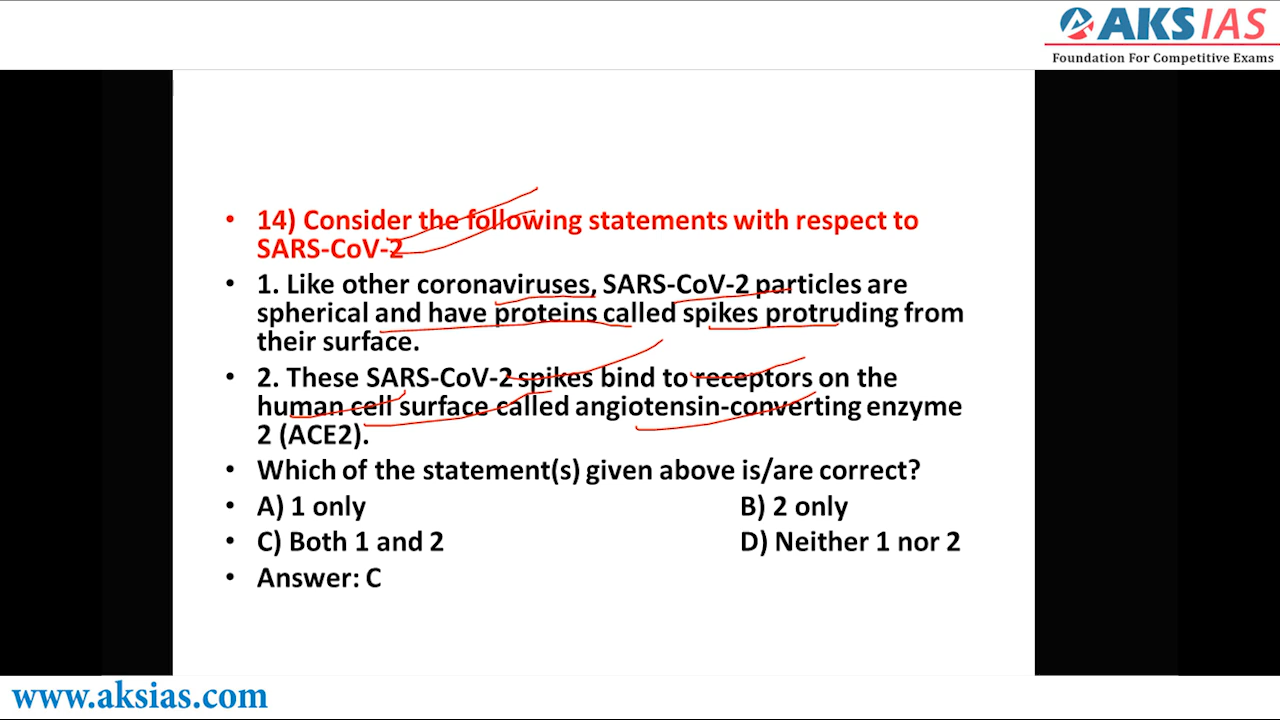 AKS IAS
Foundation For Competitive Exams
• 14) Consider the following statements with respect to
SARS-CoV-2
• 1. Like other coronaviruses, SARS-CoV-2 particles are
spherical and have proteins called spikes protruding from
their surface.
• 2. These SARS-CoV-2 spikes bind to receptors on the
human cell surface called angiotensin-converting enzyme
2 (ACE2).
• Which of the statement(s) given above is/are correct?
• A) 1 only B) 2 only
• C) Both 1 and 2 D) Neither 1 nor 2
• Answer: C
www.aksias.com